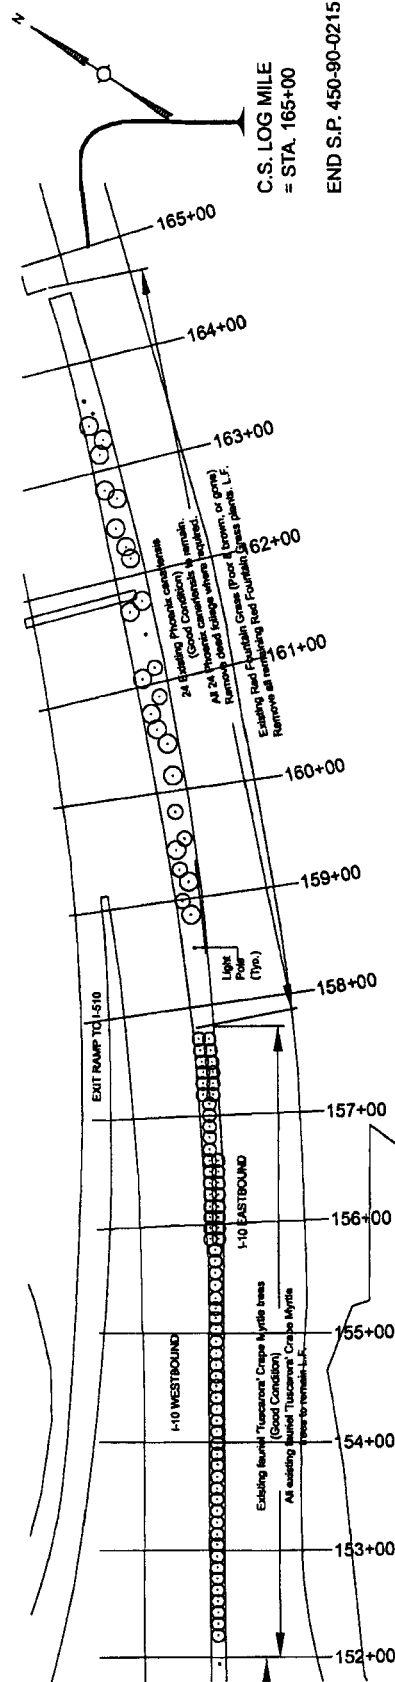 N
C.S. LOG MILE
= STA. 165+00
END S.P. 450-90-0215
165+00
164+00
163+00
162+00
161+00
160+00
159+00
158+00
157+00
156+00
155+00
154+00
153+00
152+00
24 Existing Phoenix canariensis
(Good Condition)
All 24 Phoenix canariensis to remain.
Remove dead foliage where required.
Existing Red Fountain Grass (Poor brown, or gone)
Remove all remaining Red Fountain Grass plants. L.F.
Light
Pole
(Typ.)
EXIT RAMP TO I-510
I-10 EASTBOUND
I-10 WESTBOUND
Existing 'Tuscarora' Crape Myrtle trees
(Good Condition)
All existing 'Tuscarora' Crape Myrtle
trees to remain L.F.